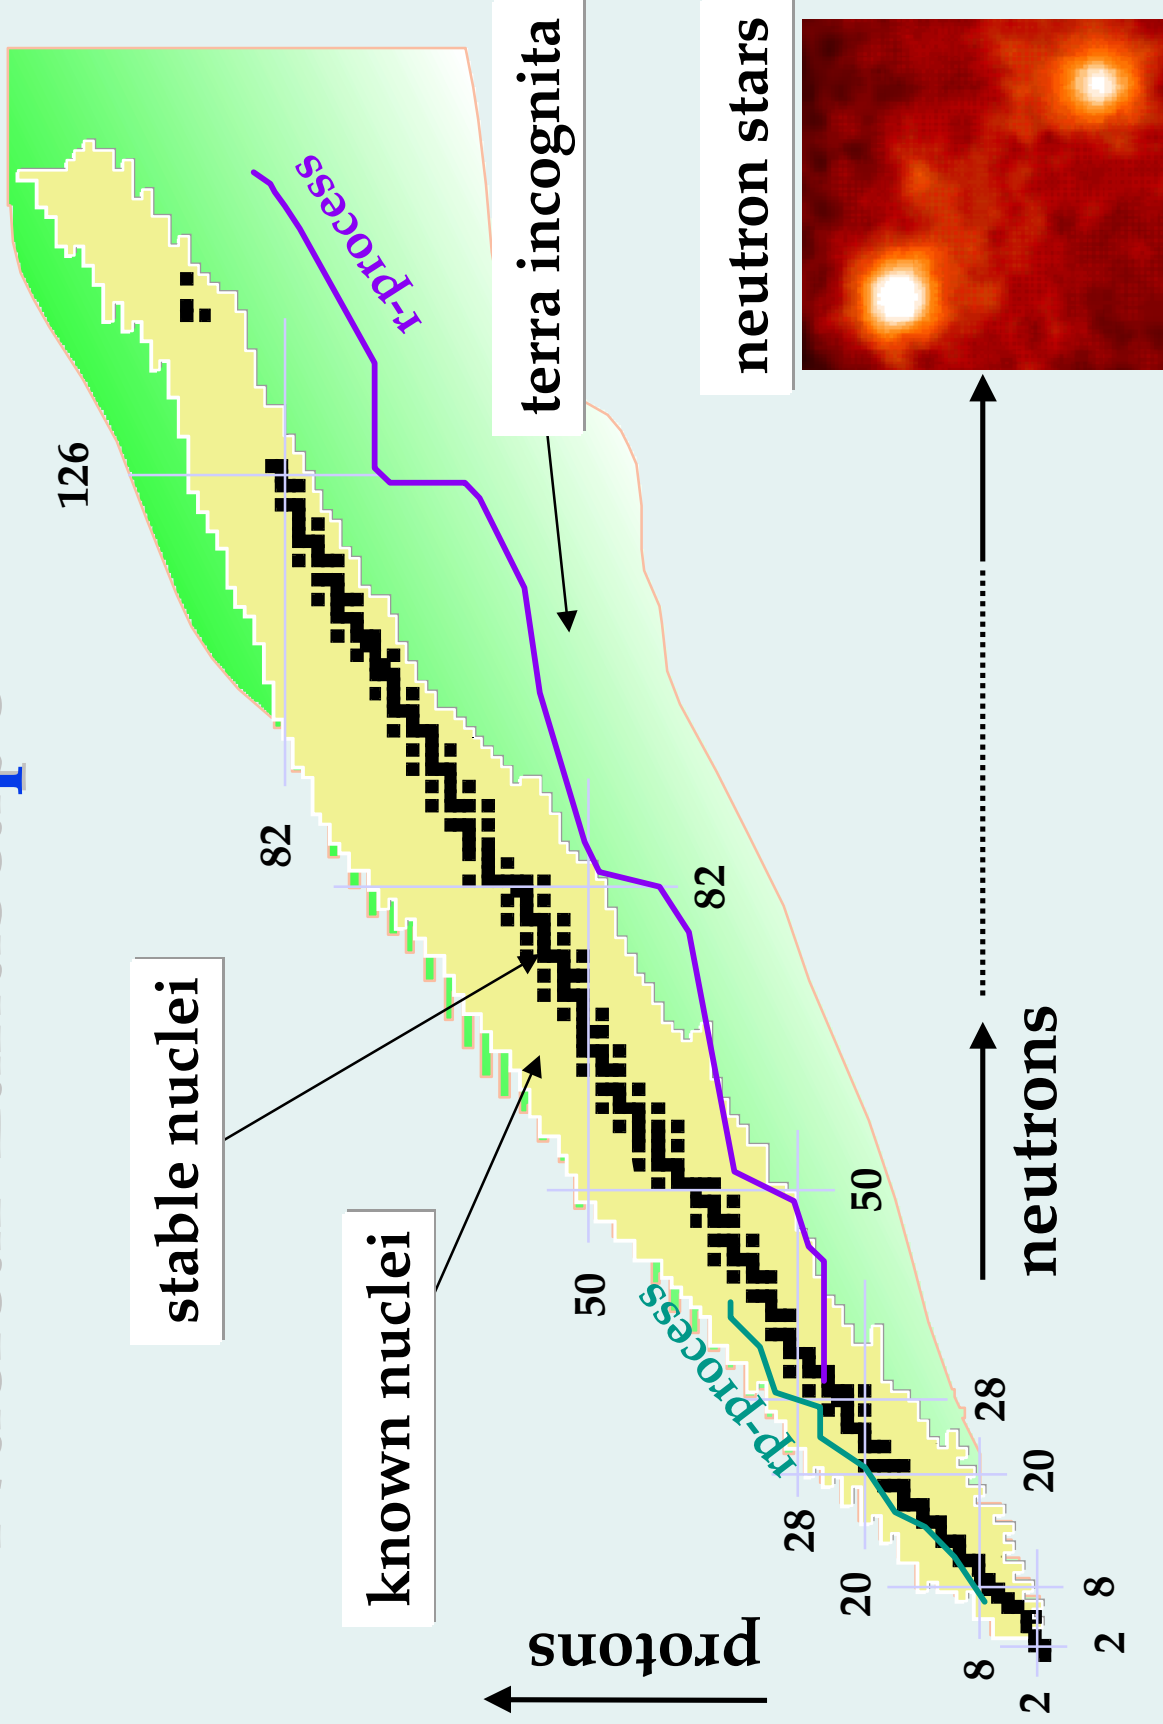 126
stable nuclei
82
r-process
known nuclei
terra incognita
50
protons
rp-process
82
neutron stars
28
20
50
8
28
2
20
neutrons
8
2